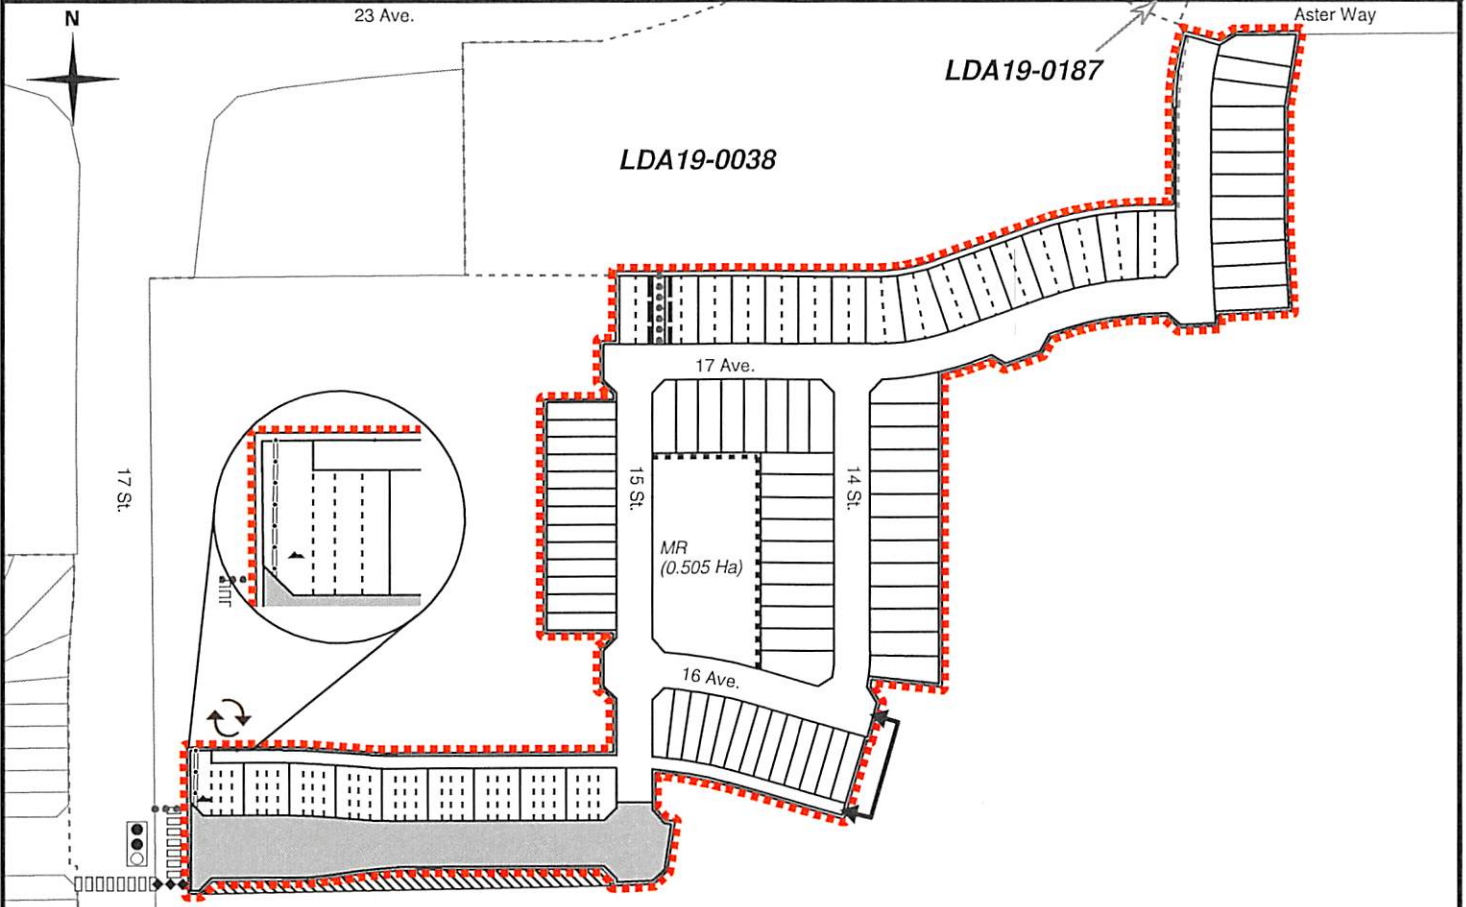 N
23 Ave.
Aster Way
LDA19-0187
LDA19-0038
17 Ave.
17 St.
15 St.
14 St.
MR
(0.505 Ha)
16 Ave.